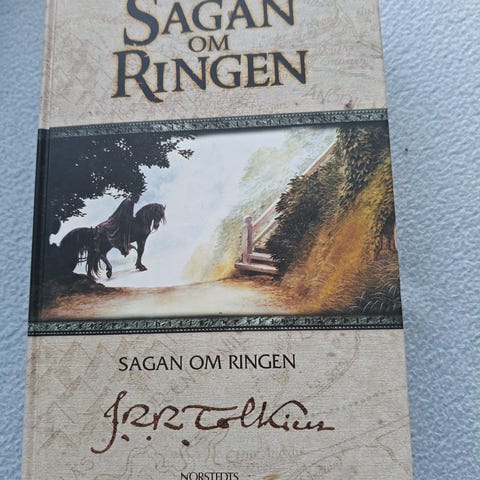 SAGAN
OM
RINGEN
SAGAN OM RINGEN
J.R.R. Tolkien
NORSTEDTS